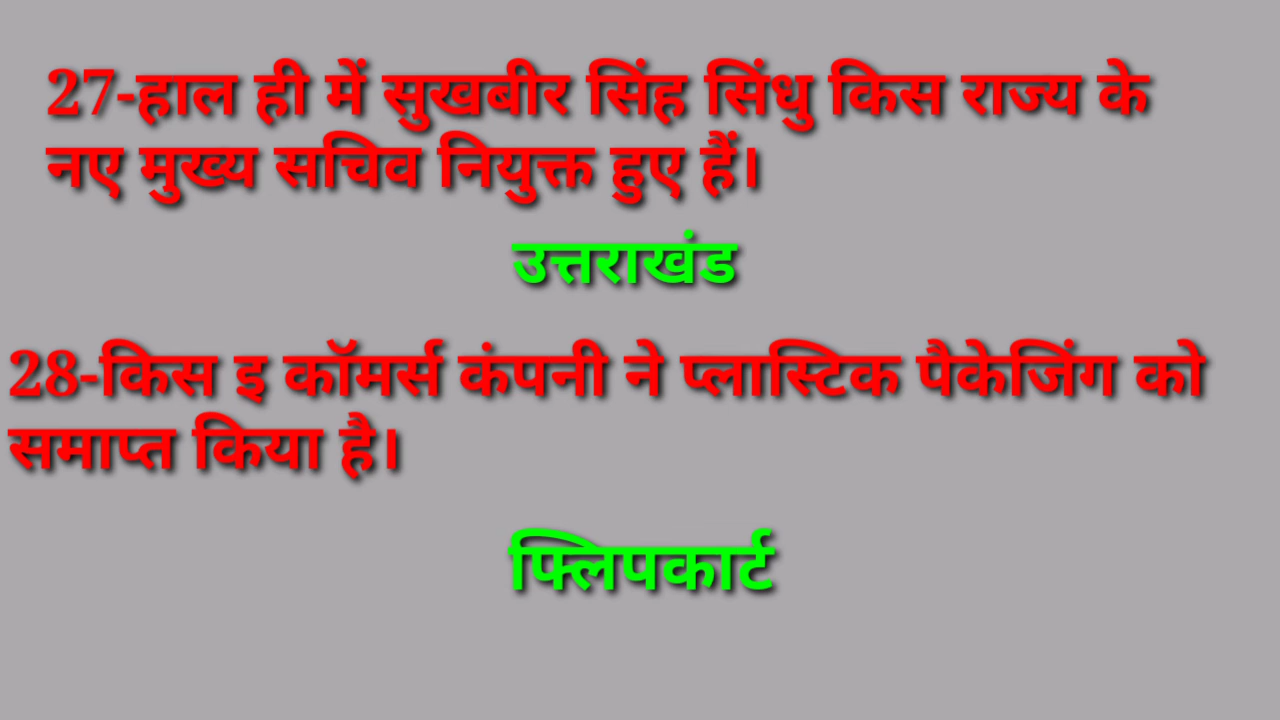 27-हाल ही में सुखबीर सिंह सिंधु किस राज्य के
नए मुख्य सचिव नियुक्त हुए हैं।
उत्तराखंड
28-किस इ कॉमर्स कंपनी ने प्लास्टिक पैकेजिंग को
समाप्त किया है।
फ्लिपकार्ट